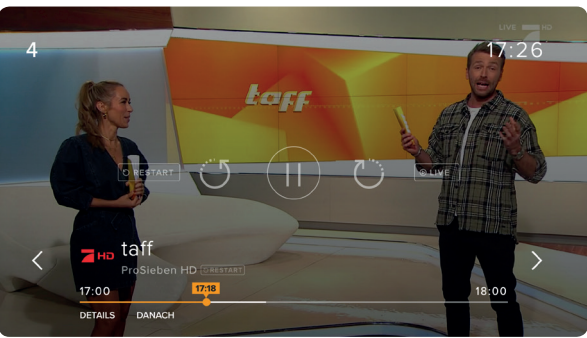 LIVE HD
4
17:26
taff
RESTART
LIVE
HD taff
ProSieben HD RESTART
17:00 17:18 18:00
DETAILS DANACH